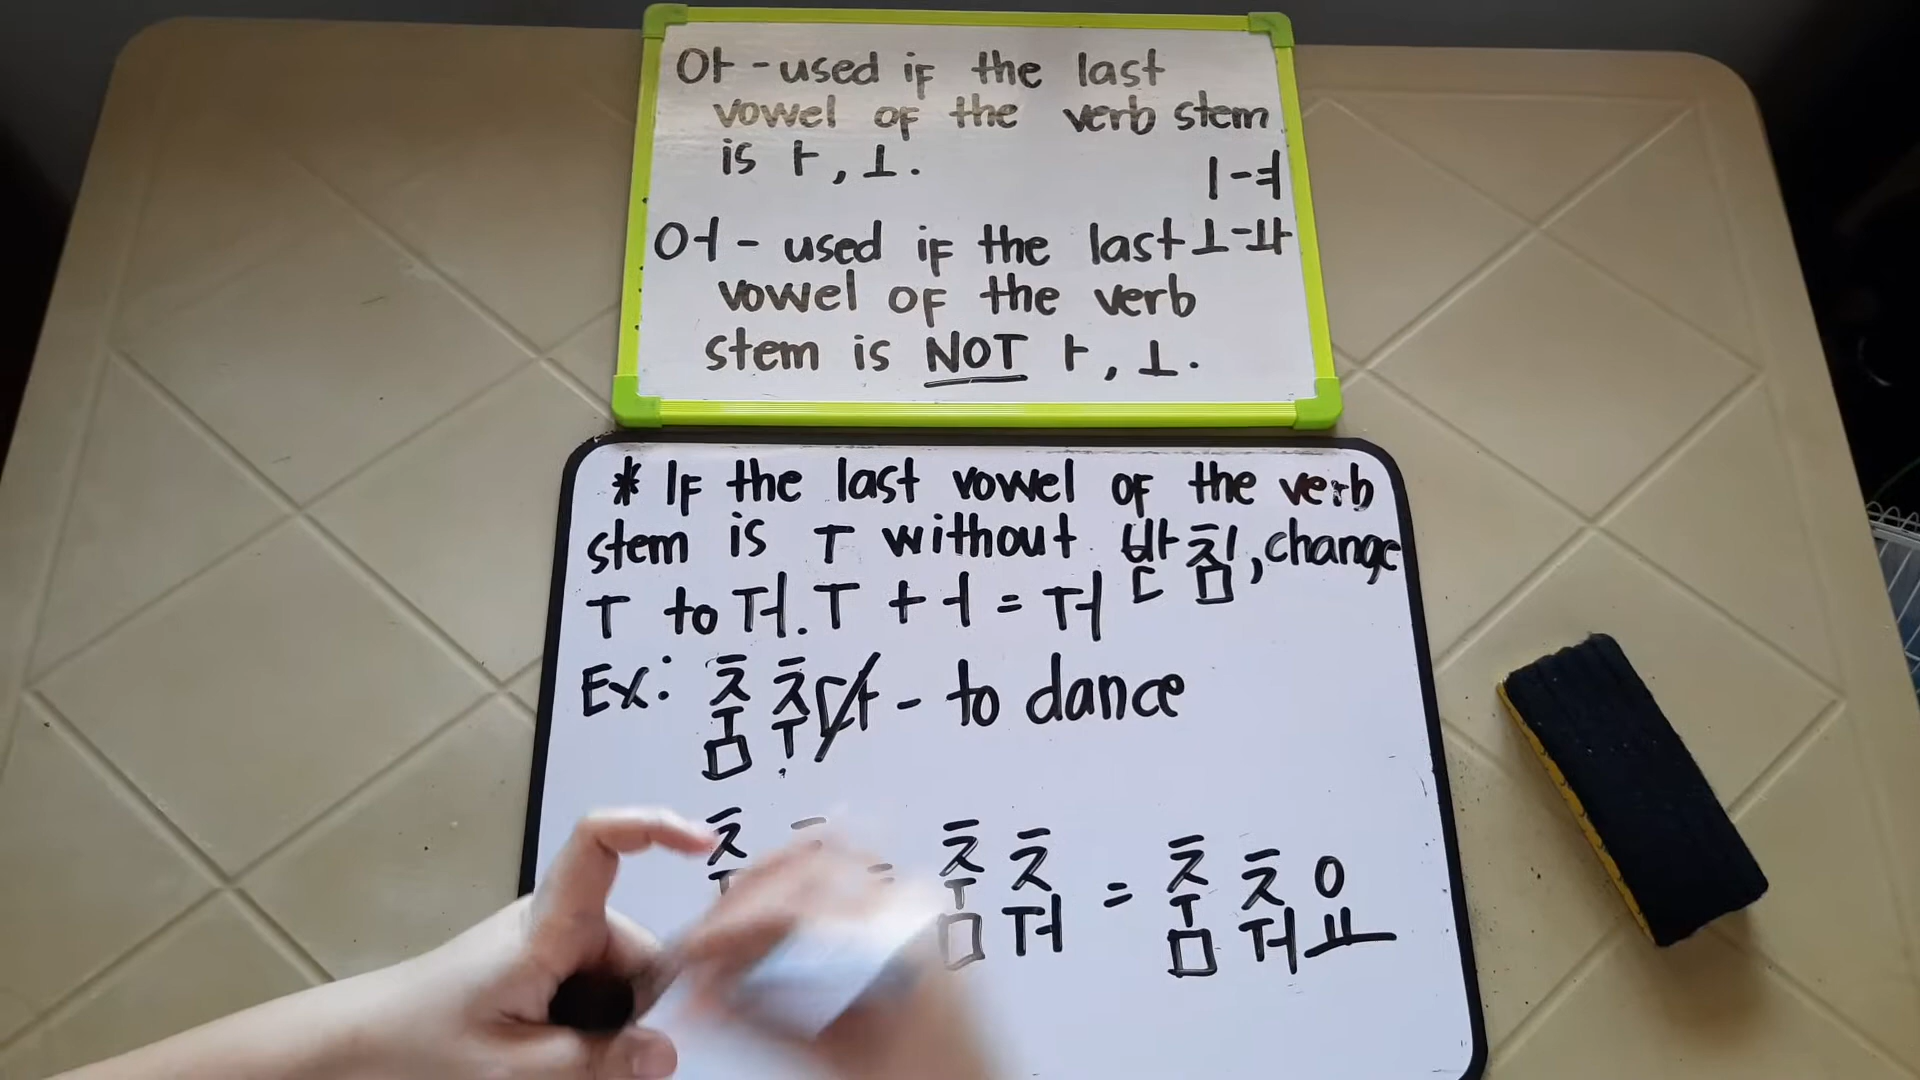 아 - used if the last
vowel of the verb stem
is ㅏ, ㅗ.
ㅣ-ㅕ
어 - used if the last
ㅗ-ㅘ
vowel of the verb
stem is NOT ㅏ, ㅗ.
* If the last vowel of the verb
stem is ㅜ without 받침, change
ㅜ to ㅝ. ㅜ + ㅓ = ㅝ
Ex: 춤 추다 - to dance
= 춤 춰 = 춤 춰요